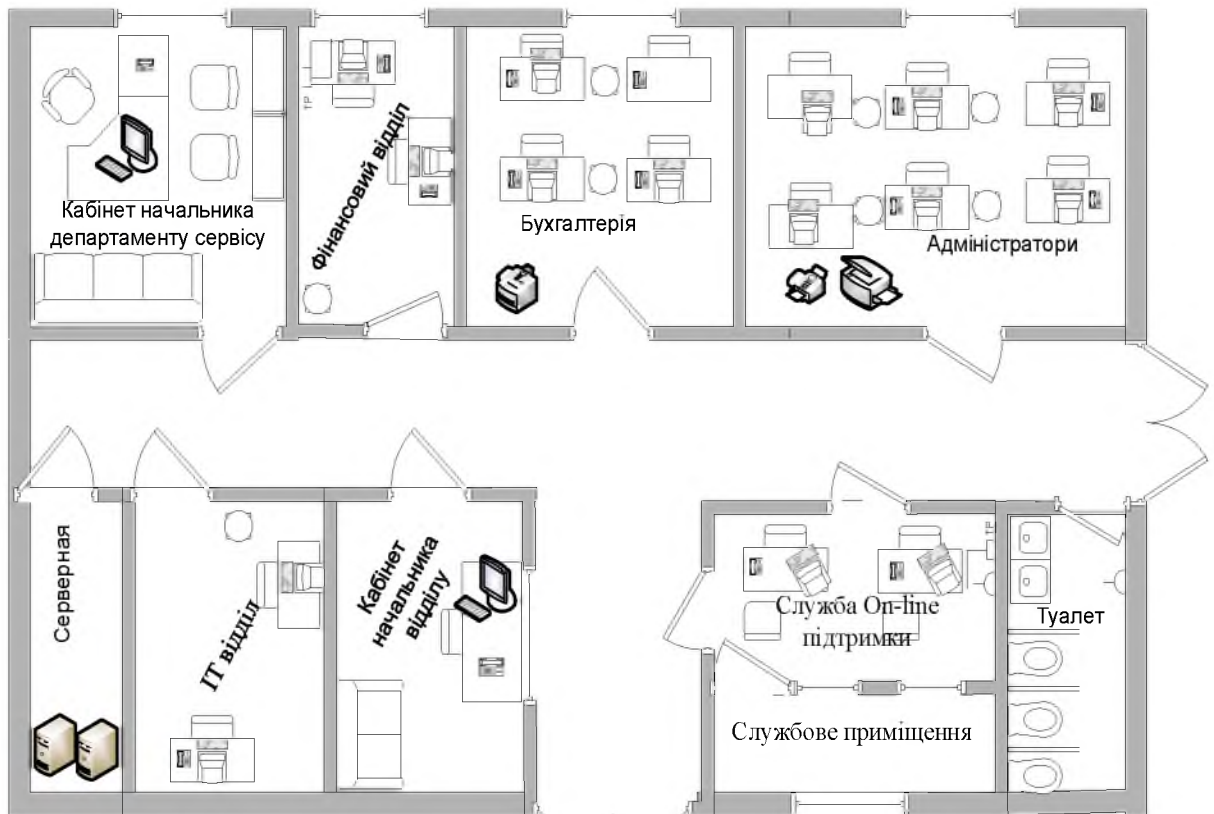 Кабінет начальника
департаменту сервісу
Фінансовий відділ
Бухгалтерія
Адміністратори
Серверная
ІТ відділ
Кабінет
начальника
відділу
Служба On-line
підтримки
Службове приміщення
Туалет